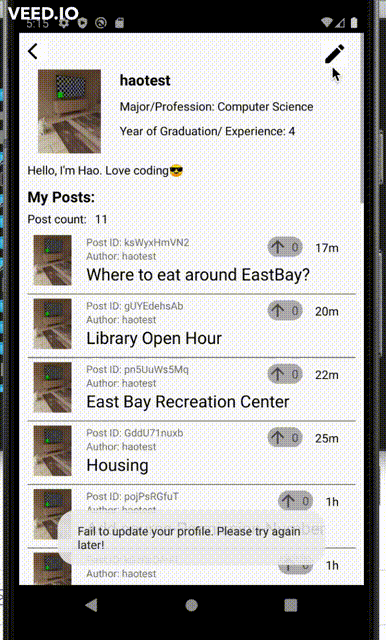 VEED.IO
5:15
haotest
Major/Profession: Computer Science
Year of Graduation/ Experience: 4
Hello, I'm Hao. Love coding😎
My Posts:
Post count: 11
Post ID: ksWyxHmVN2
Author: haotest
0 17m
Where to eat around EastBay?
Post ID: gUYEdehsAb
Author: haotest
0 20m
Library Open Hour
Post ID: pn5UuWs5Mq
Author: haotest
0 22m
East Bay Recreation Center
Post ID: GddU71nuxb
Author: haotest
0 25m
Housing
Post ID: pojPsRGfuT
Author: haotest
0 1h
Number
Fail to update your profile. Please try again
later!
0 1h
Author: haotest